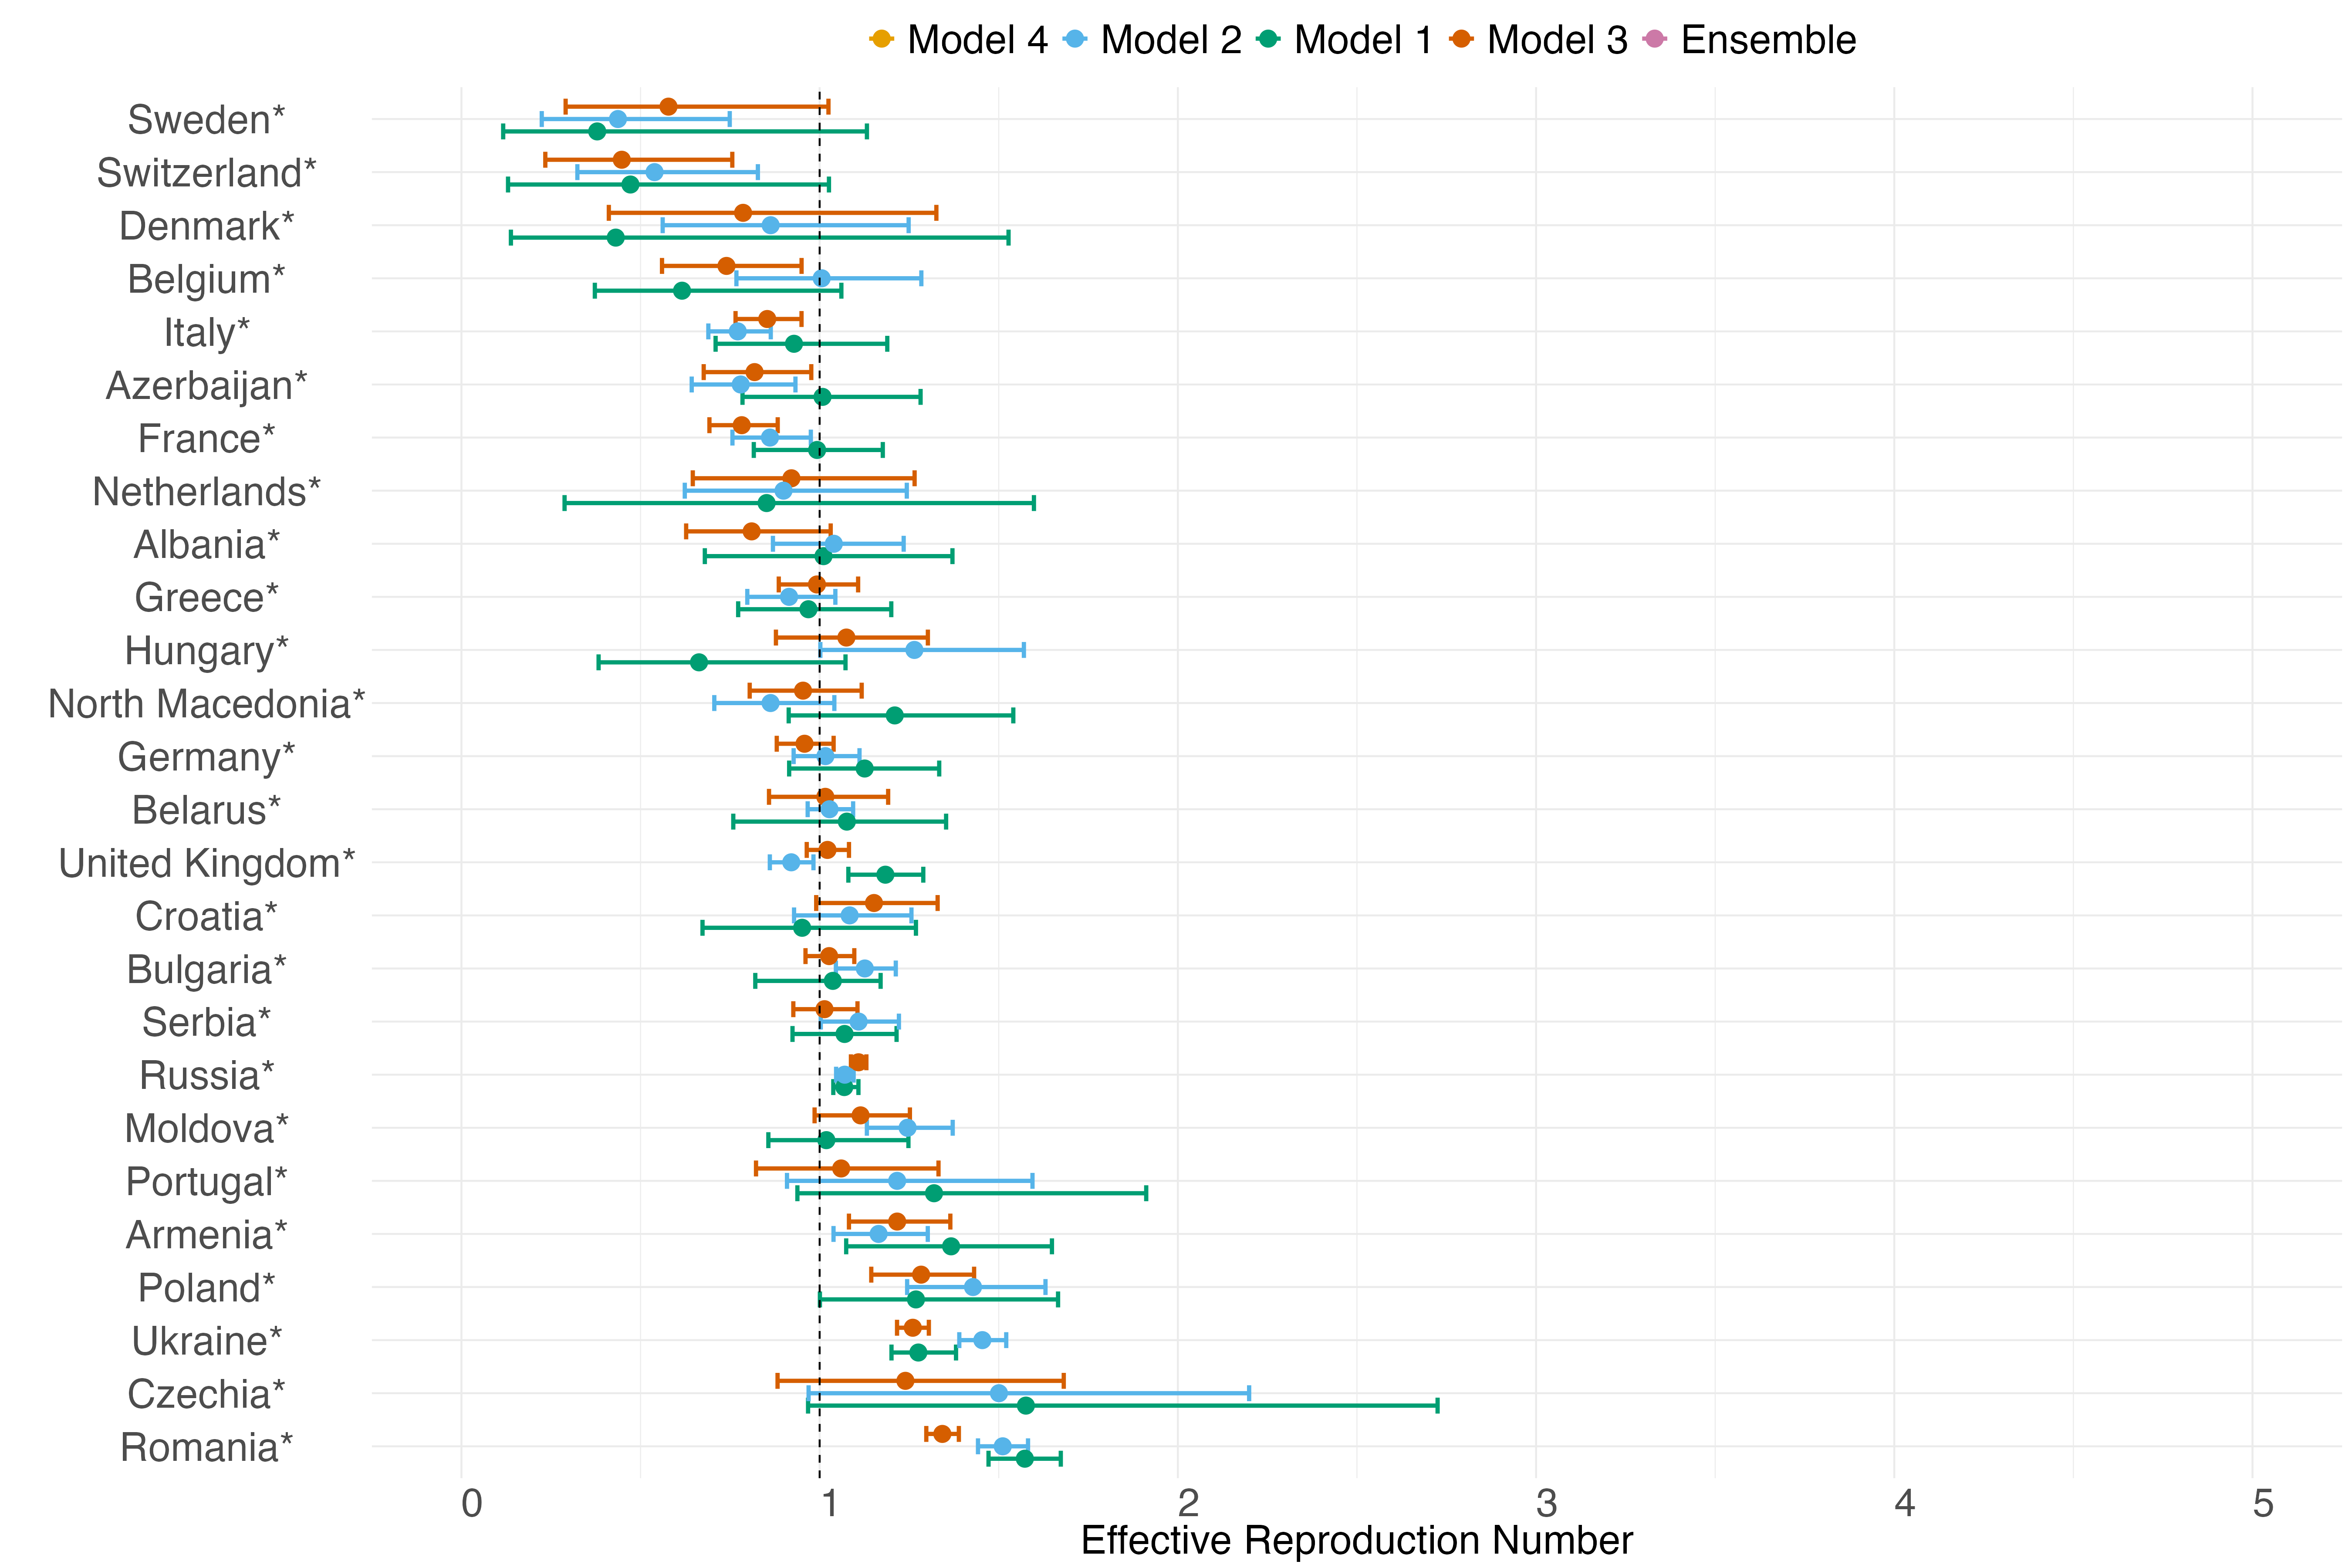 Model 4 Model 2 Model 1 Model 3 Ensemble
Sweden*
Switzerland*
Denmark*
Belgium*
Italy*
Azerbaijan*
France*
Netherlands*
Albania*
Greece*
Hungary*
North Macedonia*
Germany*
Belarus*
United Kingdom*
Croatia*
Bulgaria*
Serbia*
Russia*
Moldova*
Portugal*
Armenia*
Poland*
Ukraine*
Czechia*
Romania*
0 1 2 3 4 5
Effective Reproduction Number